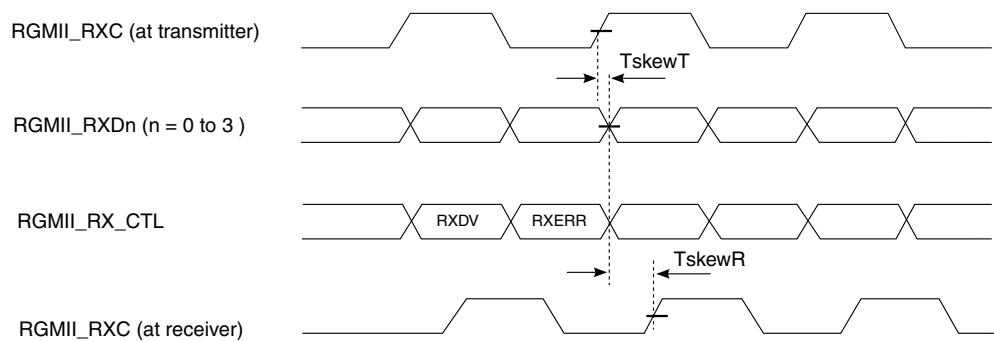 RGMII_RXC (at transmitter)
TskewT
RGMII_RXDn (n = 0 to 3 )
RGMII_RX_CTL
RXDV
RXERR
TskewR
RGMII_RXC (at receiver)